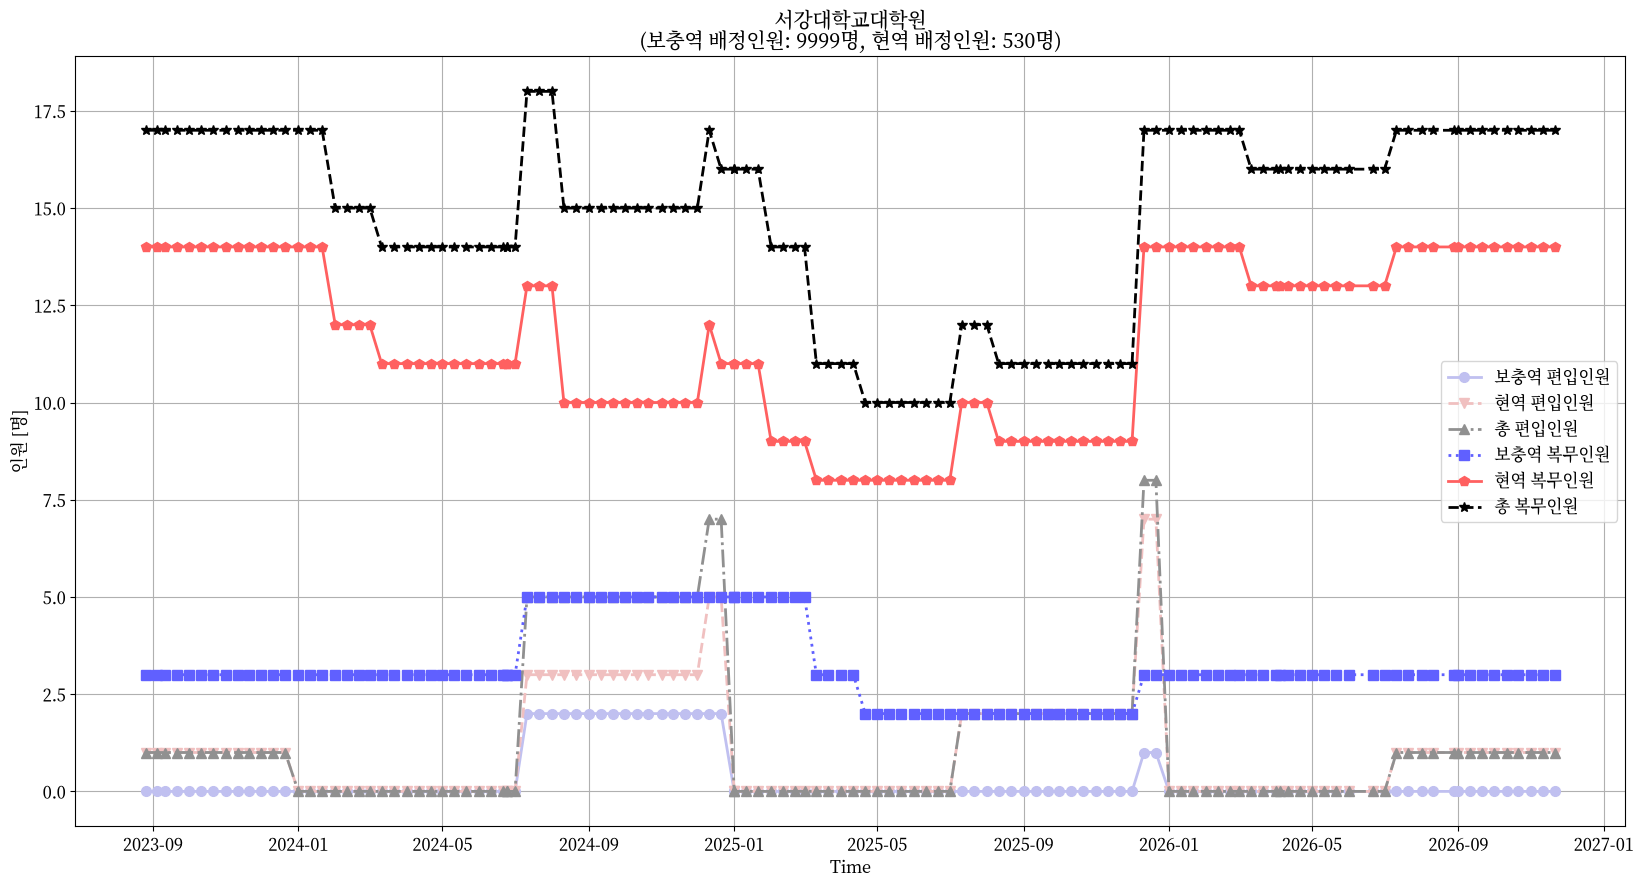 서강대학교대학원
(보충역 배정인원: 9999명, 현역 배정인원: 530명)
인원 [명]
17.5
15.0
12.5
10.0
7.5
5.0
2.5
0.0
보충역 편입인원
현역 편입인원
총 편입인원
보충역 복무인원
현역 복무인원
총 복무인원
2023-09
2024-01
2024-05
2024-09
2025-01
2025-05
2025-09
2026-01
2026-05
2026-09
2027-01
Time